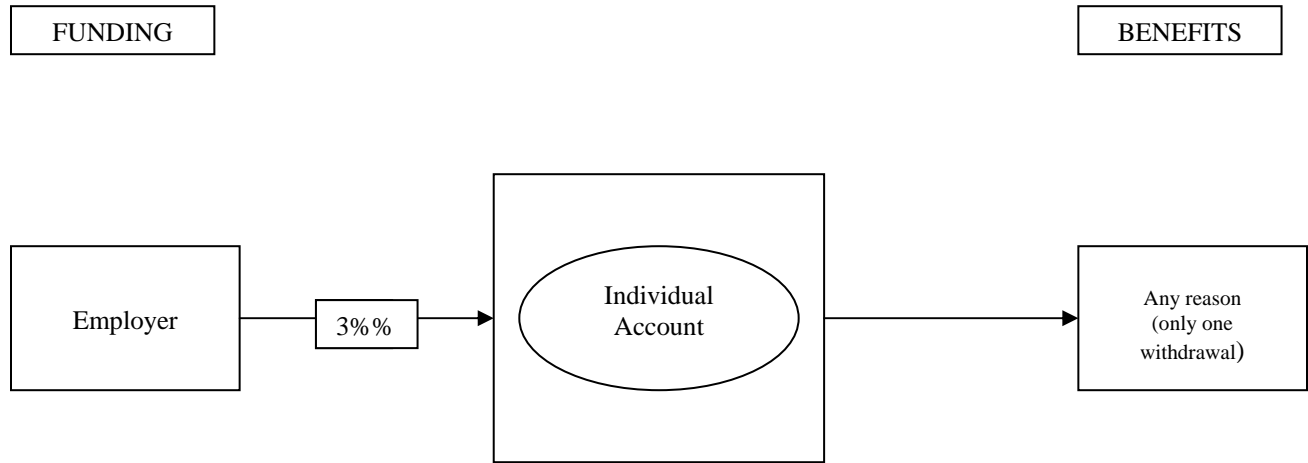 FUNDING
BENEFITS
Employer
3%%
Individual
Account
Any reason
(only one
withdrawal)